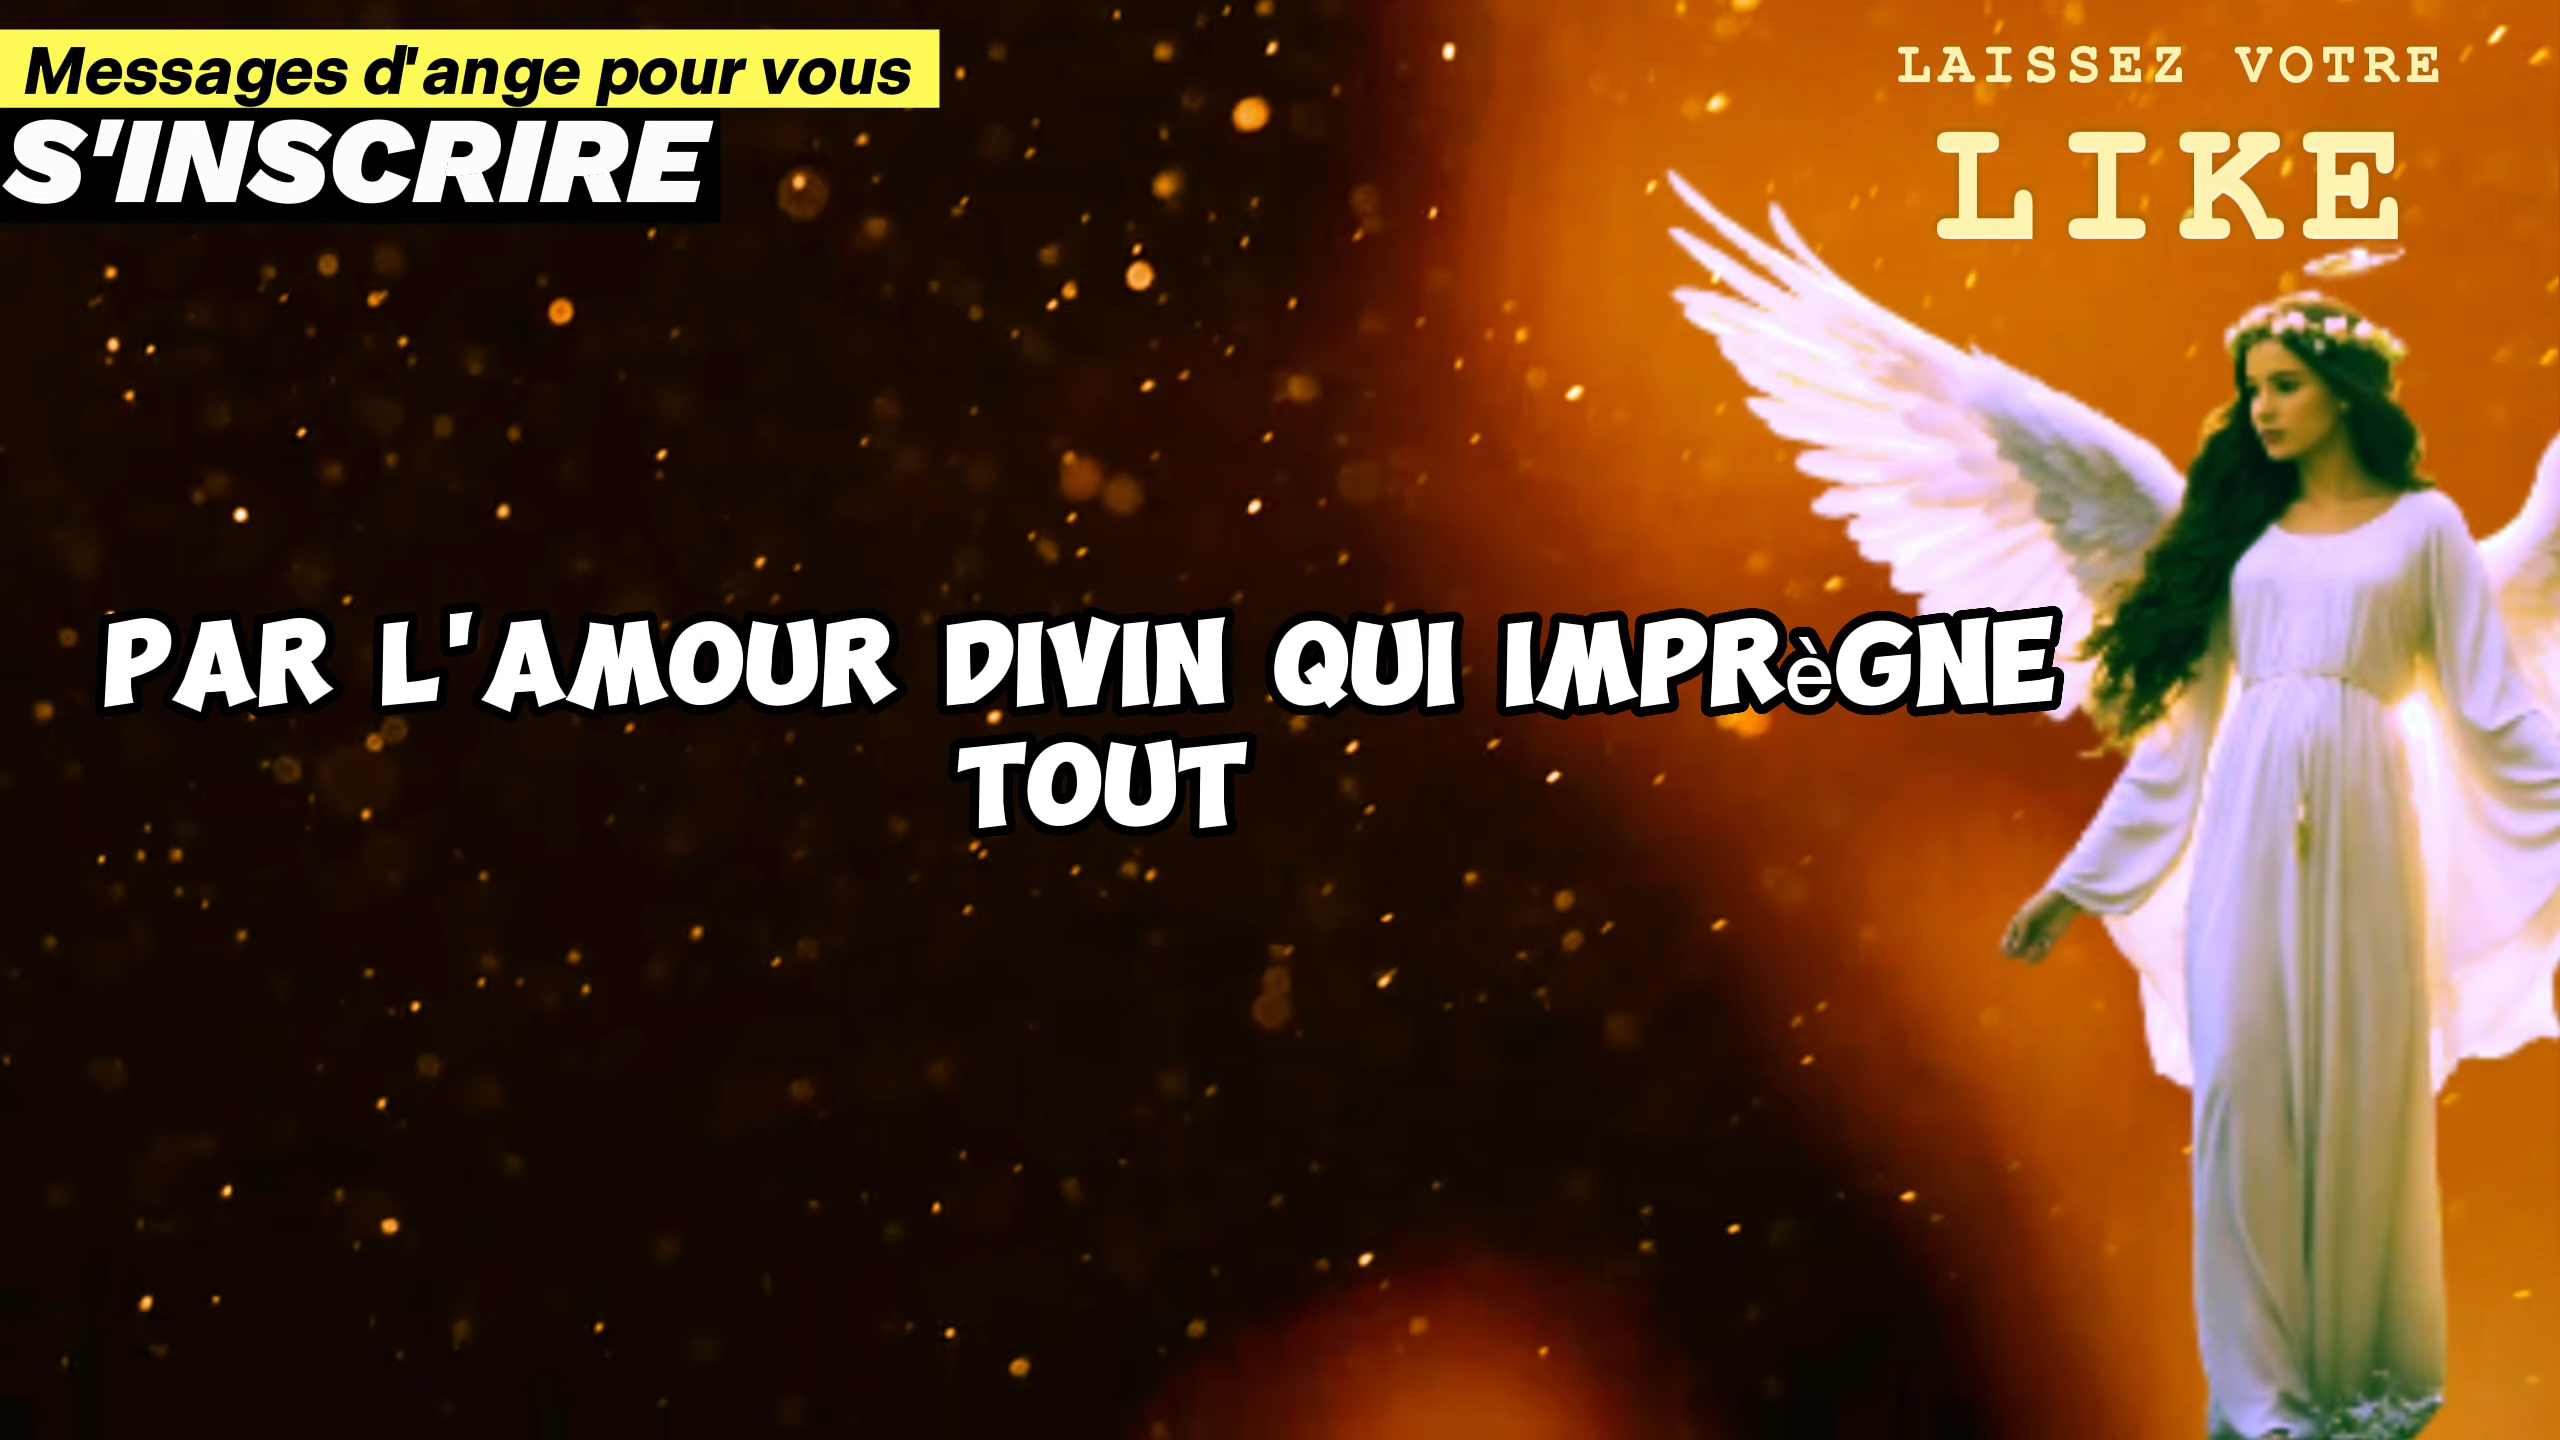 Messages d'ange pour vous
S'INSCRIRE
LAISSEZ VOTRE
LIKE
PAR L'AMOUR DIVIN QUI IMPRèGNE
TOUT